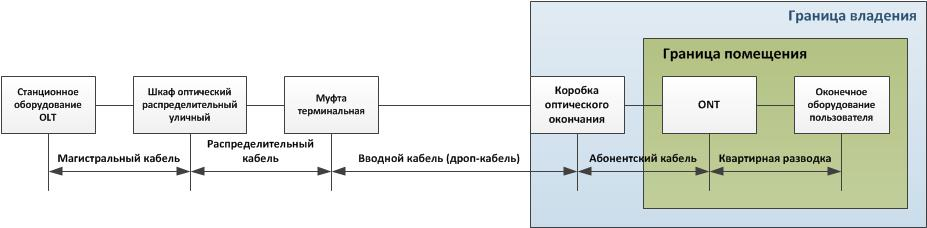 Граница владения
Граница помещения
Станционное
оборудование
OLT
Шкаф оптический
распределительный
уличный
Муфта
терминальная
Коробка
оптического
окончания
ONT
Оконечное
оборудование
пользователя
Магистральный кабель
Распределительный
кабель
Вводной кабель (дроп-кабель)
Абонентский кабель
Квартирная разводка